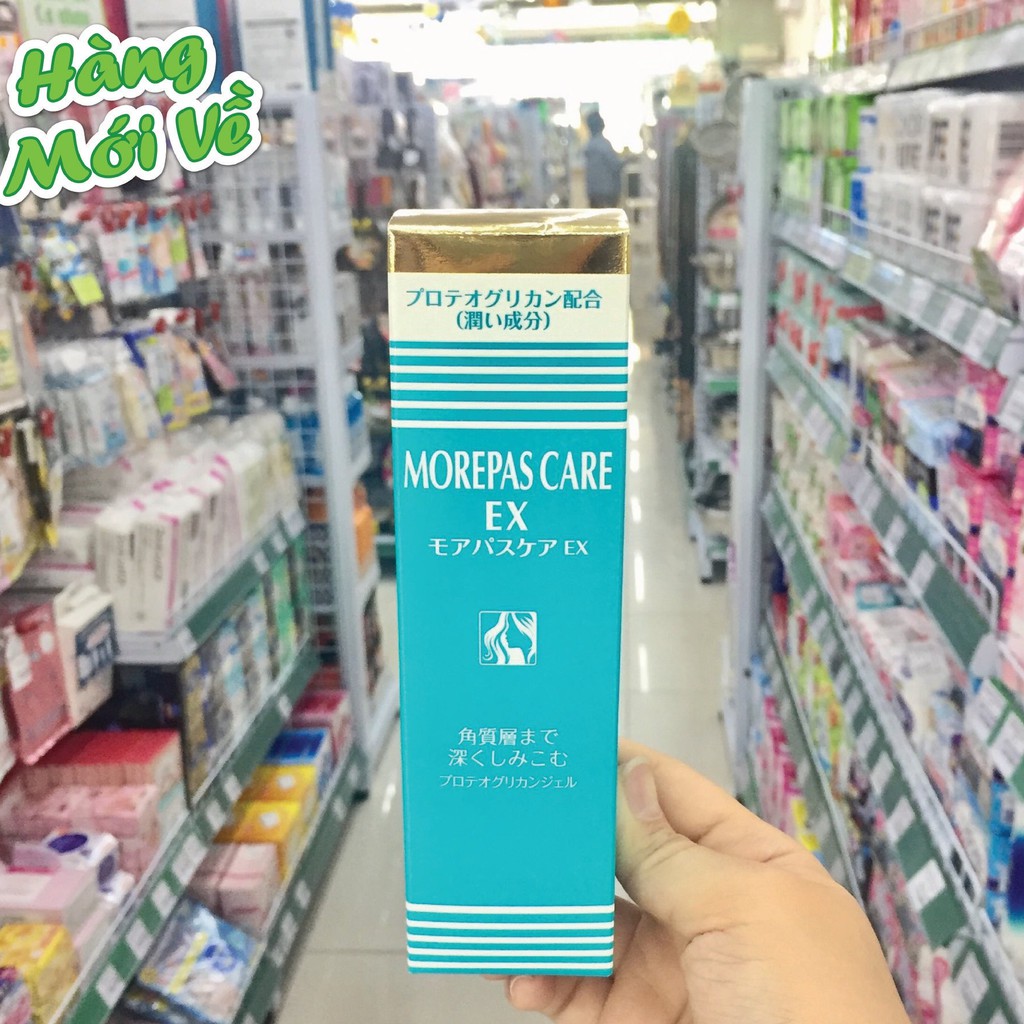 Hàng
Mới Về
プロテオグリカン配合
(潤い成分)
MOREPAS CARE
EX
モアパスケア EX
角質層まで
深くしみこむ
プロテオグリカンジェル